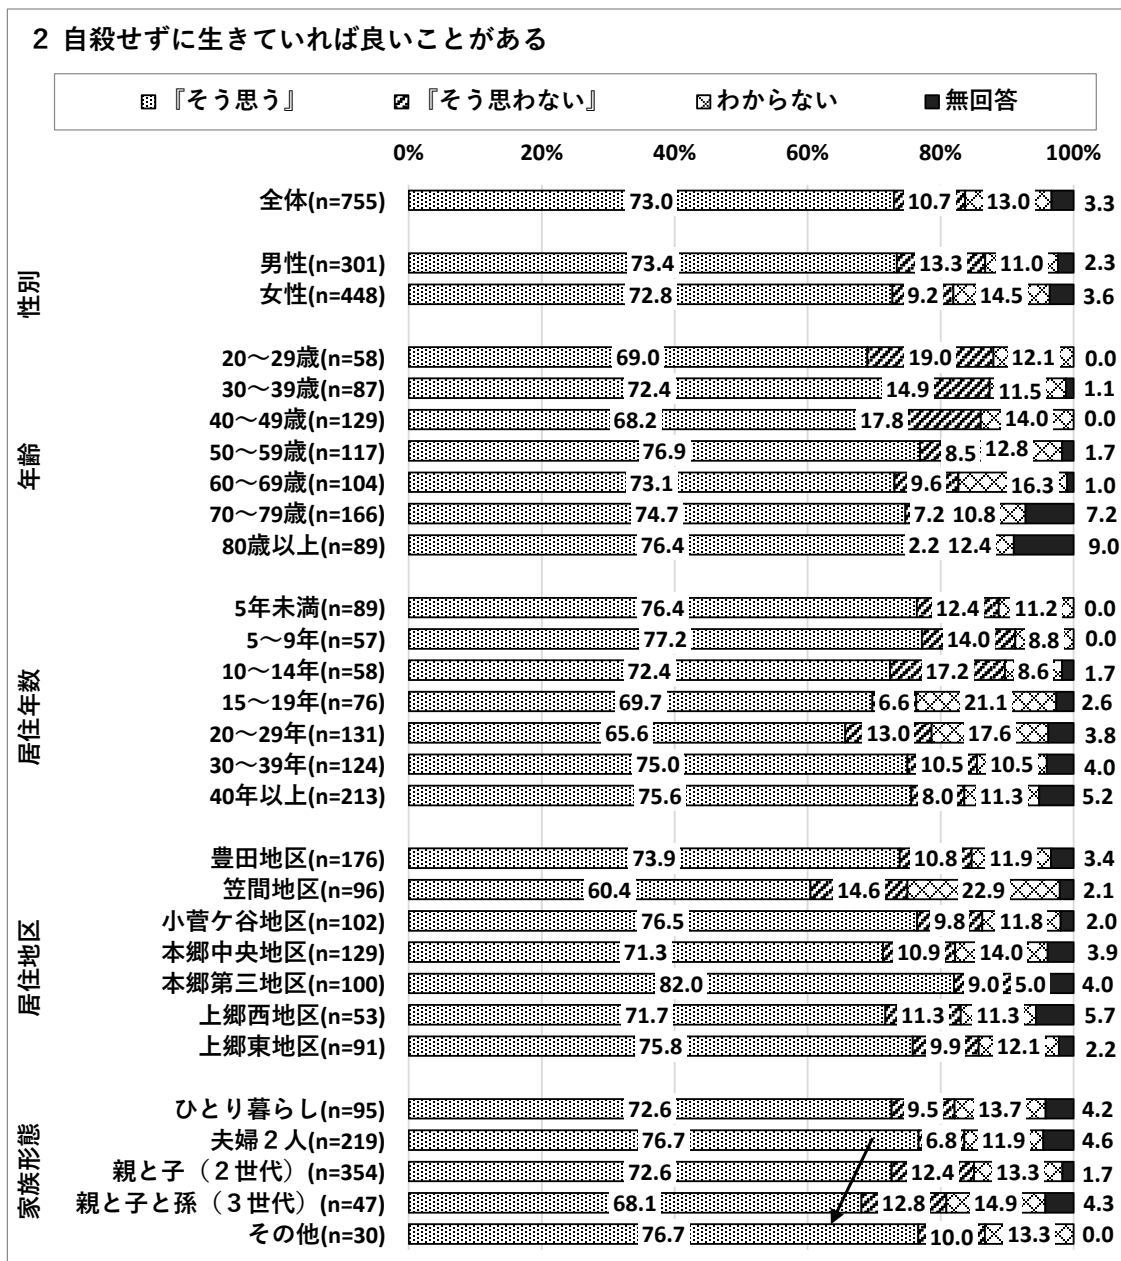 2 自殺せずに生きていれば良いことがある
『そう思う』 『そう思わない』 わからない 無回答
0% 20% 40% 60% 80% 100%
全体(n=755) 73.0 10.7 13.0 3.3
性別
男性(n=301) 73.4 13.3 11.0 2.3
女性(n=448) 72.8 9.2 14.5 3.6
年齢
20～29歳(n=58) 69.0 19.0 12.1 0.0
30～39歳(n=87) 72.4 14.9 11.5 1.1
40～49歳(n=129) 68.2 17.8 14.0 0.0
50～59歳(n=117) 76.9 8.5 12.8 1.7
60～69歳(n=104) 73.1 9.6 16.3 1.0
70～79歳(n=166) 74.7 7.2 10.8 7.2
80歳以上(n=89) 76.4 2.2 12.4 9.0
居住年数
5年未満(n=89) 76.4 12.4 11.2 0.0
5～9年(n=57) 77.2 14.0 8.8 0.0
10～14年(n=58) 72.4 17.2 8.6 1.7
15～19年(n=76) 69.7 6.6 21.1 2.6
20～29年(n=131) 65.6 13.0 17.6 3.8
30～39年(n=124) 75.0 10.5 10.5 4.0
40年以上(n=213) 75.6 8.0 11.3 5.2
居住地区
豊田地区(n=176) 73.9 10.8 11.9 3.4
笠間地区(n=96) 60.4 14.6 22.9 2.1
小菅ケ谷地区(n=102) 76.5 9.8 11.8 2.0
本郷中央地区(n=129) 71.3 10.9 14.0 3.9
本郷第三地区(n=100) 82.0 9.0 5.0 4.0
上郷西地区(n=53) 71.7 11.3 11.3 5.7
上郷東地区(n=91) 75.8 9.9 12.1 2.2
家族形態
ひとり暮らし(n=95) 72.6 9.5 13.7 4.2
夫婦２人(n=219) 76.7 6.8 11.9 4.6
親と子（２世代）(n=354) 72.6 12.4 13.3 1.7
親と子と孫（３世代）(n=47) 68.1 12.8 14.9 4.3
その他(n=30) 76.7 10.0 13.3 0.0